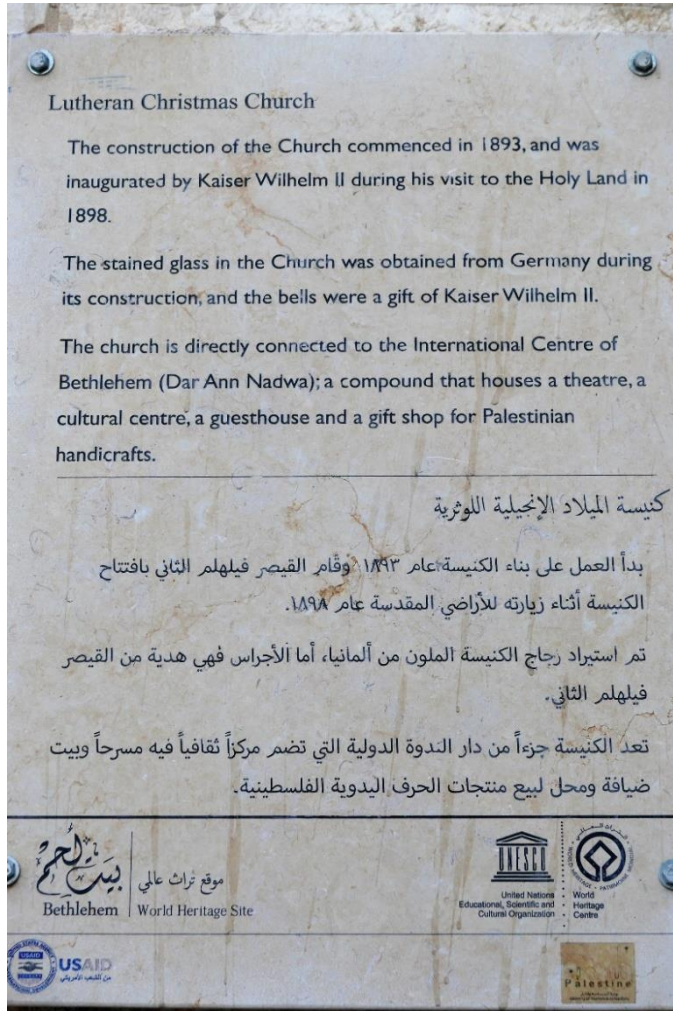 Lutheran Christmas Church
The construction of the Church commenced in 1893, and was
inaugurated by Kaiser Wilhelm II during his visit to the Holy Land in
1898.
The stained glass in the Church was obtained from Germany during
its construction, and the bells were a gift of Kaiser Wilhelm II.
The church is directly connected to the International Centre of
Bethlehem (Dar Ann Nadwa); a compound that houses a theatre, a
cultural centre, a guesthouse and a gift shop for Palestinian
handicrafts.
كنيسة الميلاد الإنجيلية اللوثرية
بدأ العمل على بناء الكنيسة عام ١٨٩٣ وقام القيصر فيلهلم الثاني بافتتاح
الكنيسة أثناء زيارته للأراضي المقدسة عام ١٨٩٨.
تم استيراد زجاج الكنيسة الملون من ألمانيا، أما الأجراس فهي هدية من القيصر
فيلهلم الثاني.
تعد الكنيسة جزءاً من دار الندوة الدولية التي تضم مركزاً ثقافياً فيه مسرحاً وبيت
ضيافة ومحل لبيع منتجات الحرف اليدوية الفلسطينية.
بيت لحم
Bethlehem
موقع تراث عالمي
World Heritage Site
UNESCO
United Nations
Educational, Scientific and
Cultural Organization
World
Heritage
Centre
USAID
USAID
من الشعب الأمريكي
Palestine